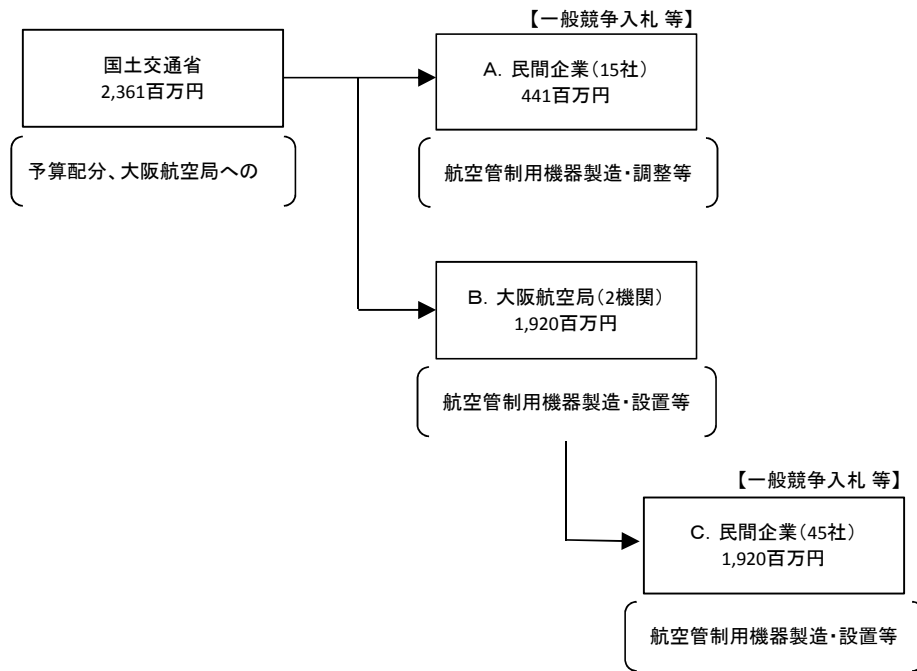 【一般競争入札 等】
国土交通省
2,361百万円
A. 民間企業(15社)
441百万円
予算配分、大阪航空局への
航空管制用機器製造・調整等
B. 大阪航空局(2機関)
1,920百万円
航空管制用機器製造・設置等
【一般競争入札 等】
C. 民間企業(45社)
1,920百万円
航空管制用機器製造・設置等